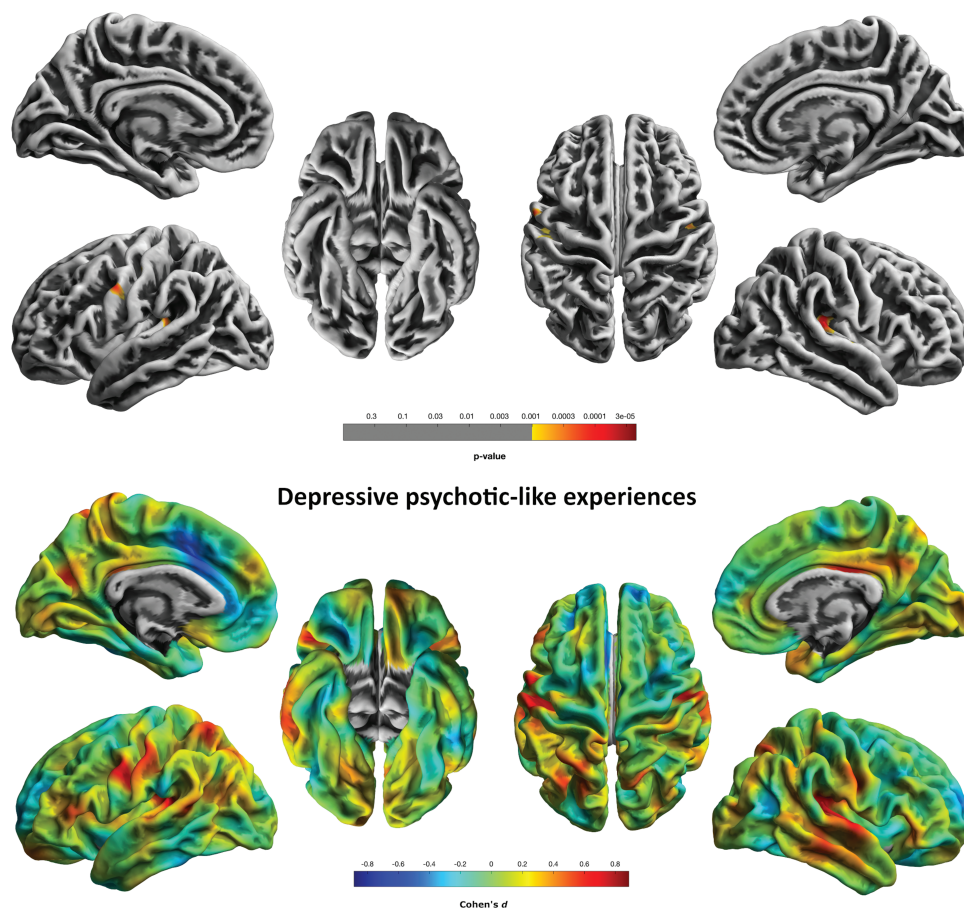 0.3 0.1 0.03 0.01 0.003 0.001 0.0003 0.0001 3e-05
p-value
Depressive psychotic-like experiences
-0.8 -0.6 -0.4 -0.2 0 0.2 0.4 0.6 0.8
Cohen's d